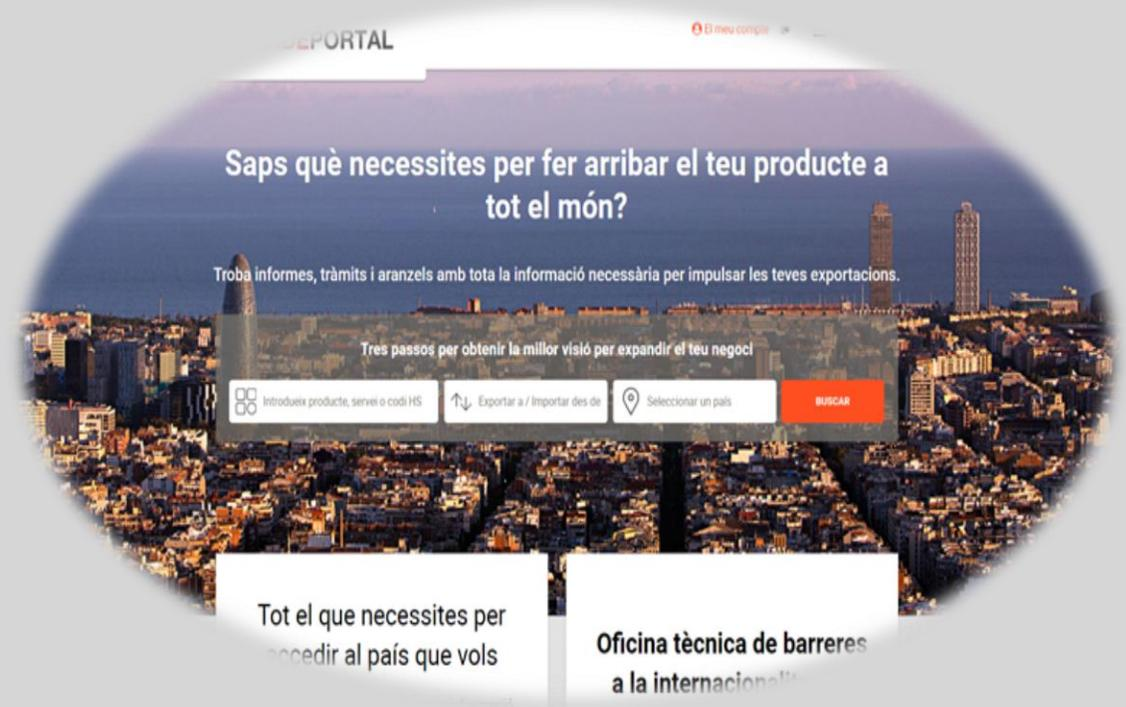 PORTAL
El meu compte
Saps què necessites per fer arribar el teu producte a
tot el món?
Troba informes, tràmits i aranzels amb tota la informació necessària per impulsar les teves exportacions.
Tres passos per obtenir la millor visió per expandir el teu negoci
Introdueix producte, servei o codi HS
Exportar a / Importar des de
Seleccionar un país
BUSCAR
Tot el que necessites per
accedir al país que vols
Oficina tècnica de barreres
a la